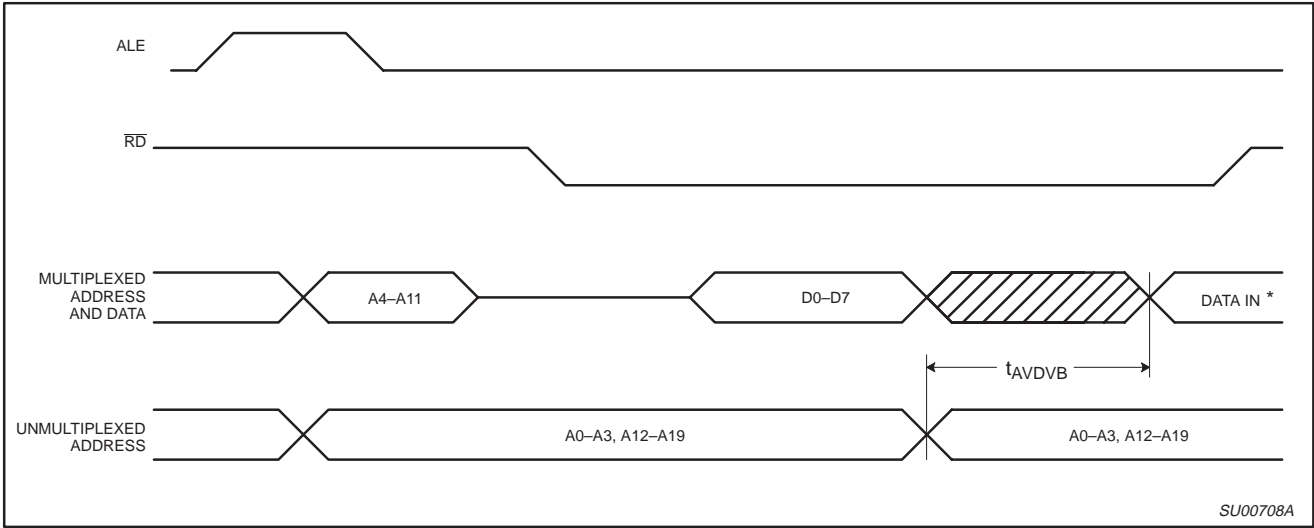 ALE
RD
MULTIPLEXED
ADDRESS
AND DATA
A4–A11
D0–D7
DATA IN *
tAVDVB
UNMULTIPLEXED
ADDRESS
A0–A3, A12–A19
A0–A3, A12–A19
SU00708A